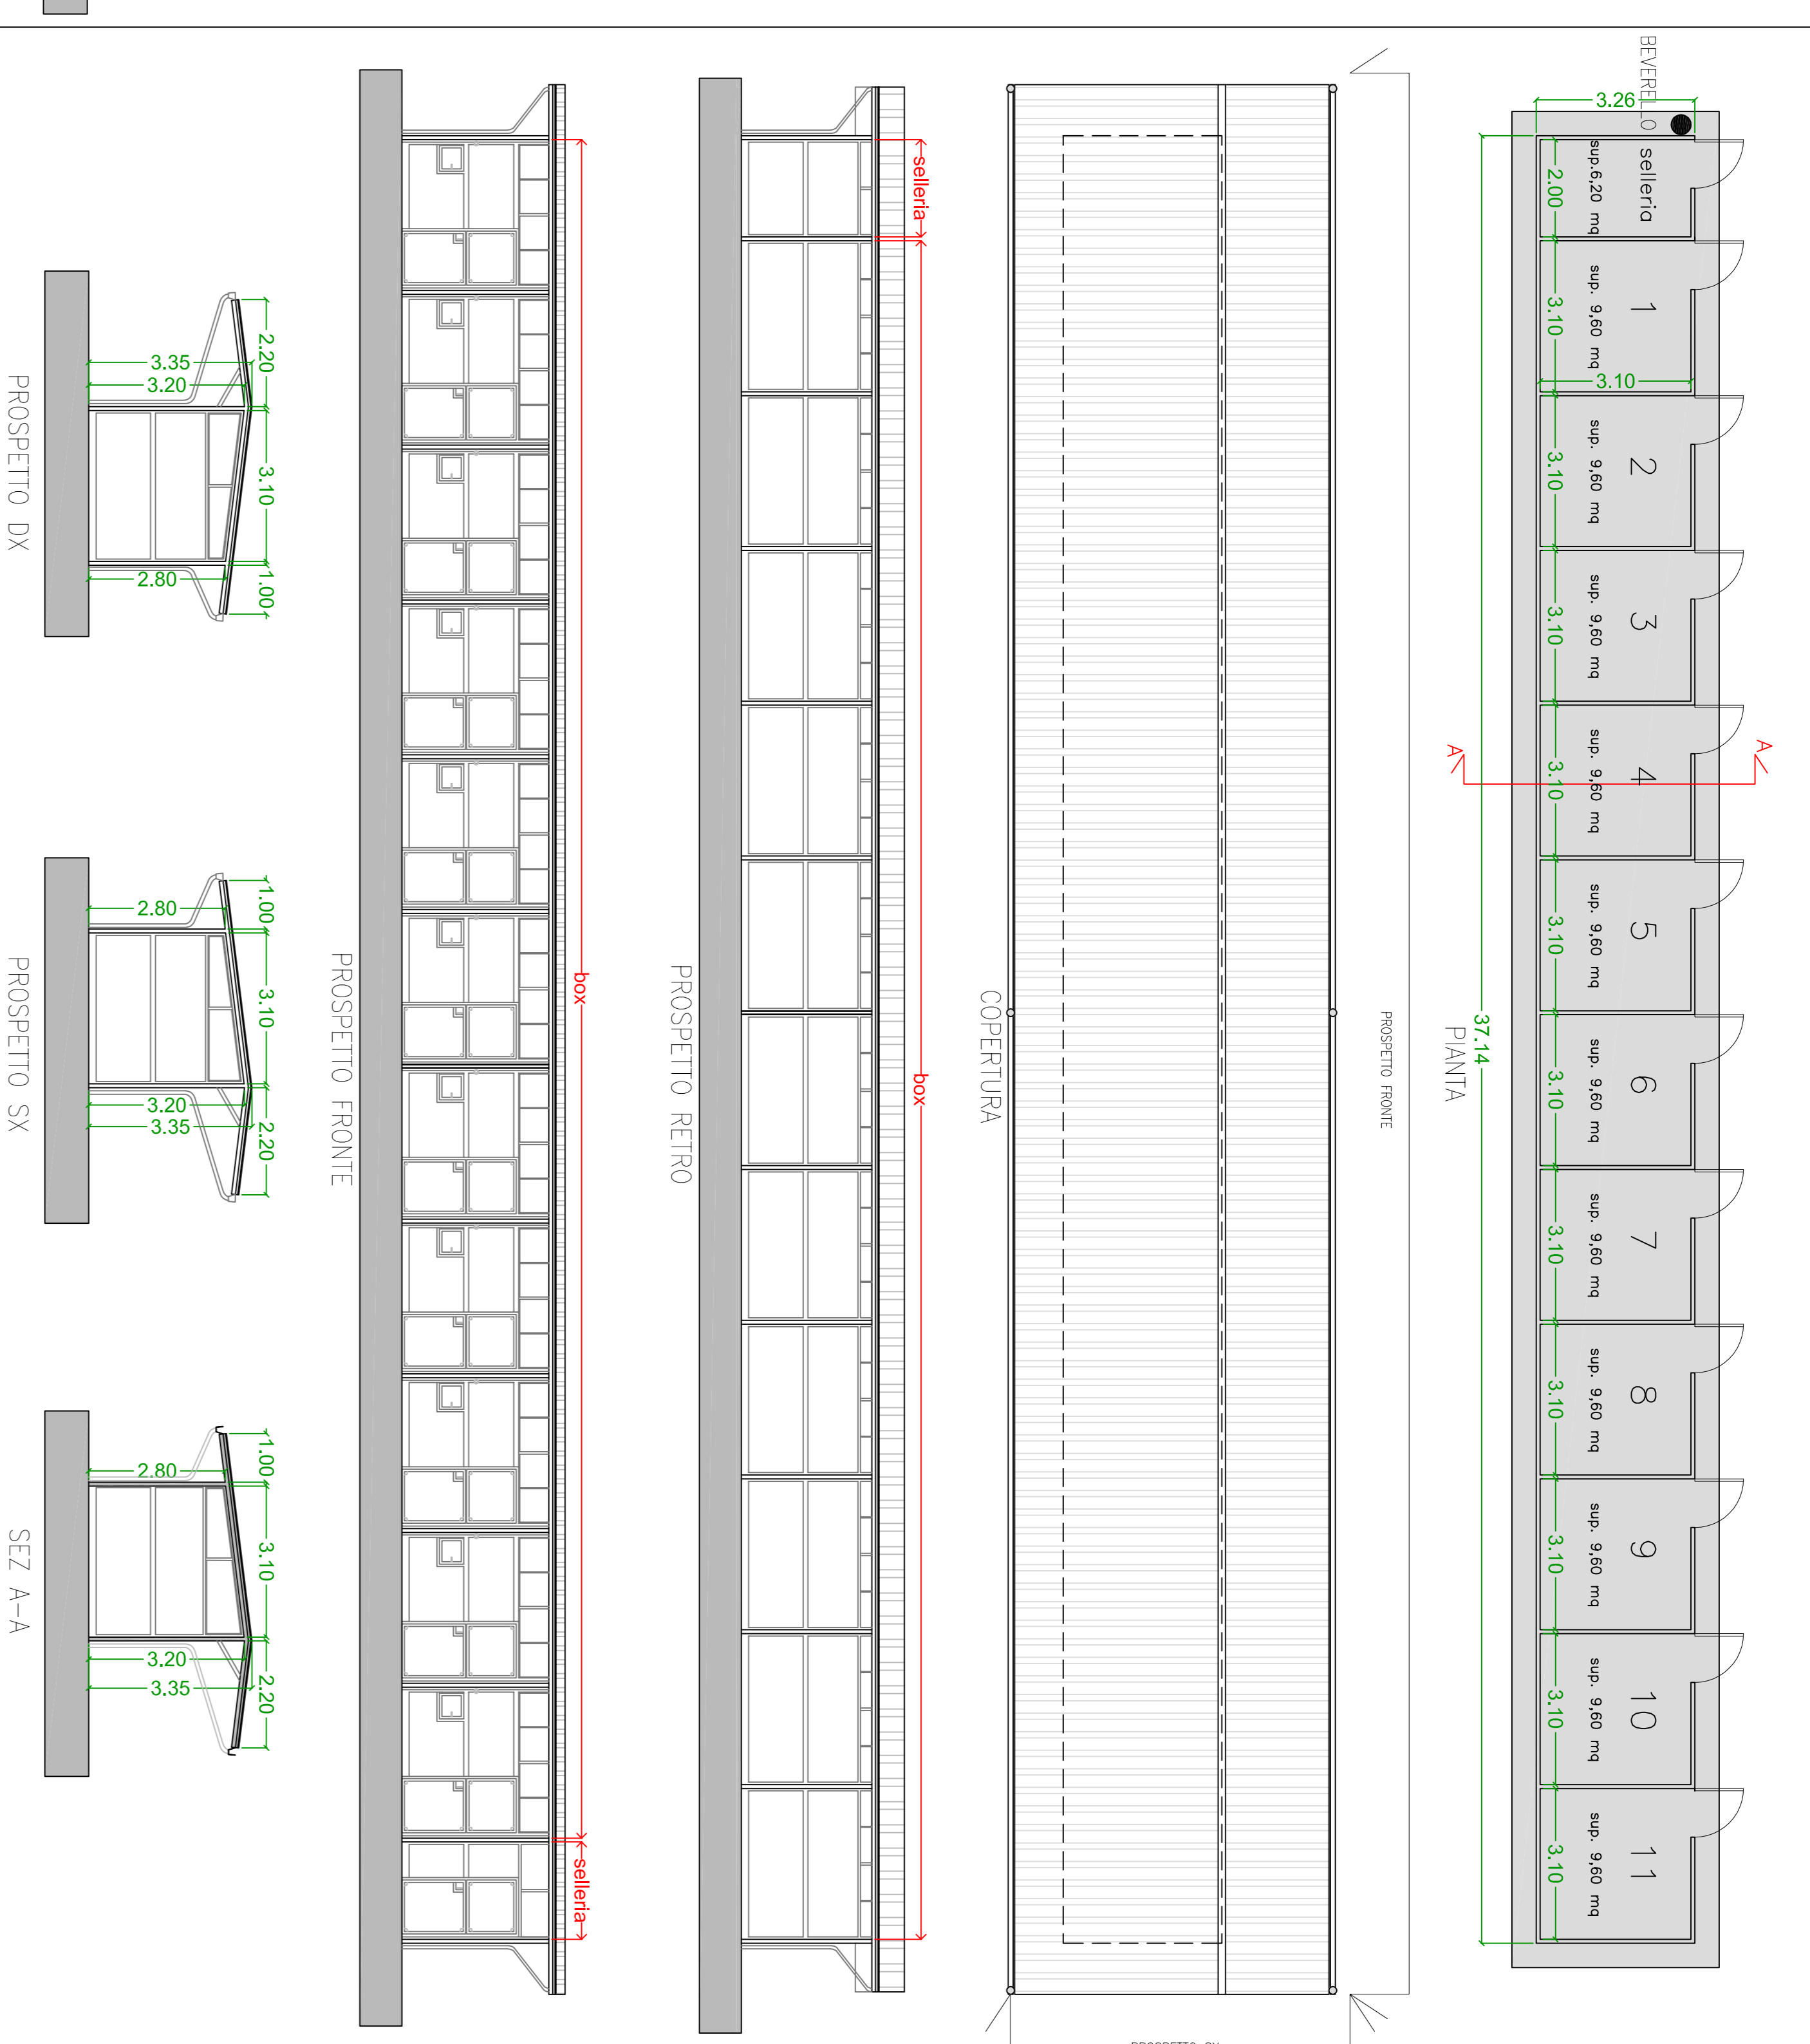 BEVERELLO
3.26
selleria
sup.6,20 mq
2.00
1
sup. 9,60 mq
3.10
3.10
2
sup. 9,60 mq
3.10
3
sup. 9,60 mq
3.10
A
4
sup. 9,60 mq
3.10
A
5
sup. 9,60 mq
3.10
6
sup. 9,60 mq
3.10
7
sup. 9,60 mq
3.10
8
sup. 9,60 mq
3.10
9
sup. 9,60 mq
3.10
10
sup. 9,60 mq
3.10
11
sup. 9,60 mq
3.10
37.14
PIANTA
PROSPETTO FRONTE
COPERTURA
selleria
box
PROSPETTO RETRO
box
selleria
PROSPETTO FRONTE
2.20
3.10
1.00
3.35
3.20
2.80
PROSPETTO DX
1.00
3.10
2.20
2.80
3.20
3.35
PROSPETTO SX
1.00
3.10
2.20
2.80
3.20
3.35
SEZ A-A